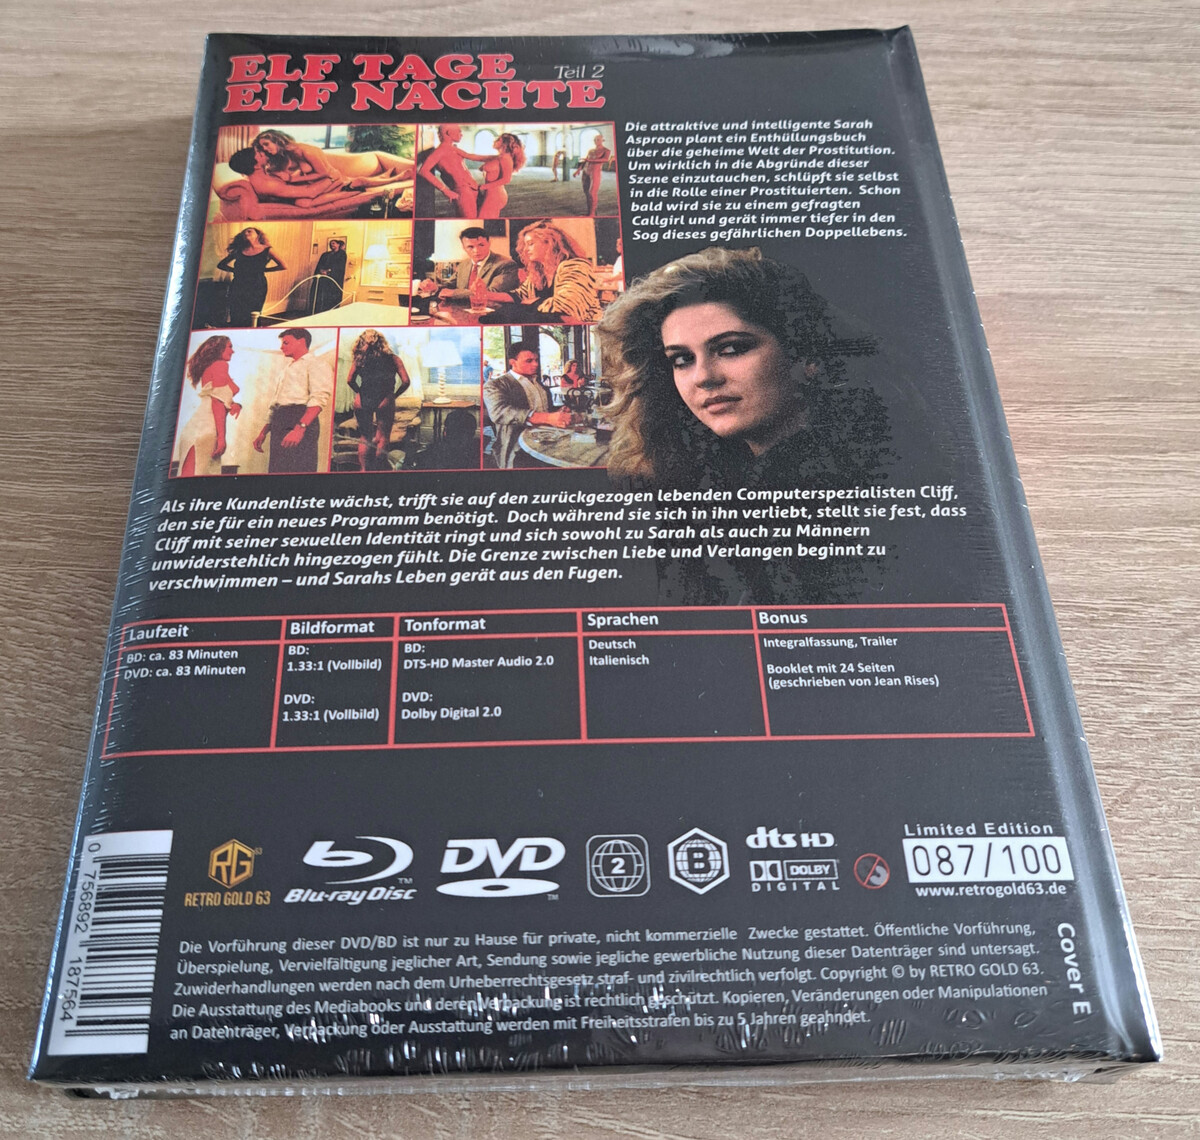 ELF TAGE
Teil 2
ELF NÄCHTE
Die attraktive und intelligente Sarah
Asproon plant ein Enthüllungsbuch
über die geheime Welt der Prostitution.
Um wirklich in die Abgründe dieser
Szene einzutauchen, schlüpft sie selbst
in die Rolle einer Prostituierten. Schon
bald wird sie zu einem gefragten
Callgirl und gerät immer tiefer in den
Sog dieses gefährlichen Doppellebens.
Als ihre Kundenliste wächst, trifft sie auf den zurückgezogen lebenden Computerspezialisten Cliff,
den sie für ein neues Programm benötigt. Doch während sie sich in ihn verliebt, stellt sie fest, dass
Cliff mit seiner sexuellen Identität ringt und sich sowohl zu Sarah als auch zu Männern
unwiderstehlich hingezogen fühlt. Die Grenze zwischen Liebe und Verlangen beginnt zu
verschwimmen – und Sarahs Leben gerät aus den Fugen.
Laufzeit
BD: ca. 83 Minuten
DVD: ca. 83 Minuten
Bildformat
BD:
1.33:1 (Vollbild)
DVD:
1.33:1 (Vollbild)
Tonformat
BD:
DTS-HD Master Audio 2.0
DVD:
Dolby Digital 2.0
Sprachen
Deutsch
Italienisch
Bonus
Integralfassung, Trailer
Booklet mit 24 Seiten
(geschrieben von Jean Rises)
0 756892 187564
RG 63
RETRO GOLD 63
Blu-ray Disc
TM
DVD
TM
2
B
dts HD
DOLBY
DIGITAL
Limited Edition
087/100
www.retrogold63.de
Cover E
Die Vorführung dieser DVD/BD ist nur zu Hause für private, nicht kommerzielle Zwecke gestattet. Öffentliche Vorführung,
Überspielung, Vervielfältigung jeglicher Art, Sendung sowie jegliche gewerbliche Nutzung dieser Datenträger sind untersagt.
Zuwiderhandlungen werden nach dem Urheberrechtsgesetz straf- und zivilrechtlich verfolgt. Copyright © by RETRO GOLD 63.
Die Ausstattung des Mediabooks und deren Verpackung ist rechtlich geschützt. Kopieren, Veränderungen oder Manipulationen
an Datenträger, Verpackung oder Ausstattung werden mit Freiheitsstrafen bis zu 5 Jahren geahndet.